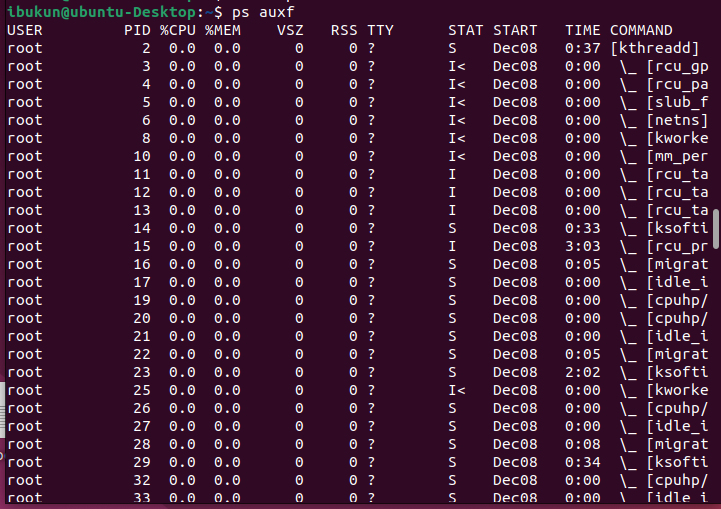 ibukun@ubuntu-Desktop:~$ ps auxf
USER PID %CPU %MEM VSZ RSS TTY STAT START TIME COMMAND
root 2 0.0 0.0 0 0 ? S Dec08 0:37 [kthreadd]
root 3 0.0 0.0 0 0 ? I< Dec08 0:00 \_ [rcu_gp
root 4 0.0 0.0 0 0 ? I< Dec08 0:00 \_ [rcu_pa
root 5 0.0 0.0 0 0 ? I< Dec08 0:00 \_ [slub_f
root 6 0.0 0.0 0 0 ? I< Dec08 0:00 \_ [netns]
root 8 0.0 0.0 0 0 ? I< Dec08 0:00 \_ [kworke
root 10 0.0 0.0 0 0 ? I< Dec08 0:00 \_ [mm_per
root 11 0.0 0.0 0 0 ? I Dec08 0:00 \_ [rcu_ta
root 12 0.0 0.0 0 0 ? I Dec08 0:00 \_ [rcu_ta
root 13 0.0 0.0 0 0 ? I Dec08 0:00 \_ [rcu_ta
root 14 0.0 0.0 0 0 ? S Dec08 0:33 \_ [ksofti
root 15 0.0 0.0 0 0 ? I Dec08 3:03 \_ [rcu_pr
root 16 0.0 0.0 0 0 ? S Dec08 0:05 \_ [migrat
root 17 0.0 0.0 0 0 ? S Dec08 0:00 \_ [idle_i
root 19 0.0 0.0 0 0 ? S Dec08 0:00 \_ [cpuhp/
root 20 0.0 0.0 0 0 ? S Dec08 0:00 \_ [cpuhp/
root 21 0.0 0.0 0 0 ? S Dec08 0:00 \_ [idle_i
root 22 0.0 0.0 0 0 ? S Dec08 0:05 \_ [migrat
root 23 0.0 0.0 0 0 ? S Dec08 2:02 \_ [ksofti
root 25 0.0 0.0 0 0 ? I< Dec08 0:00 \_ [kworke
root 26 0.0 0.0 0 0 ? S Dec08 0:00 \_ [cpuhp/
root 27 0.0 0.0 0 0 ? S Dec08 0:00 \_ [idle_i
root 28 0.0 0.0 0 0 ? S Dec08 0:08 \_ [migrat
root 29 0.0 0.0 0 0 ? S Dec08 0:34 \_ [ksofti
root 32 0.0 0.0 0 0 ? S Dec08 0:00 \_ [cpuhp/
root 33 0.0 0.0 0 0 ? S Dec08 0:00 \_ [idle_i